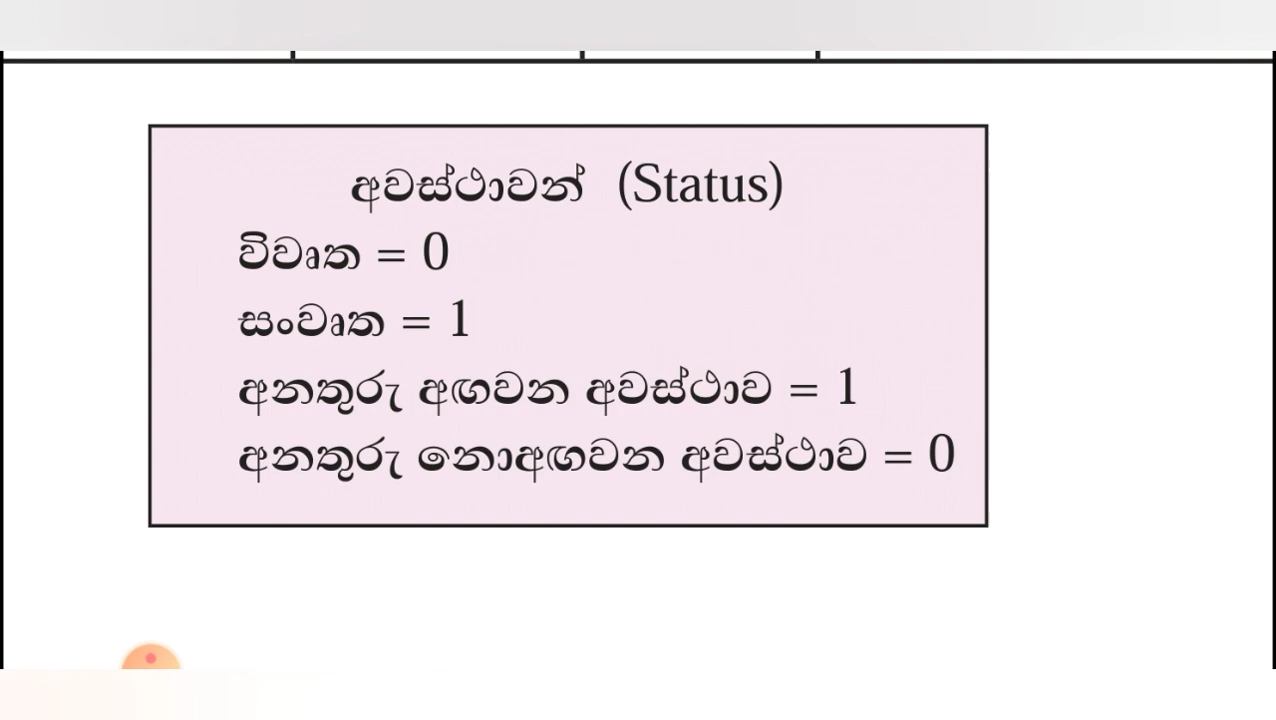 අවස්ථාවන් (Status)
විවෘත = 0
සංවෘත = 1
අනතුරු අඟවන අවස්ථාව = 1
අනතුරු නොඅඟවන අවස්ථාව = 0